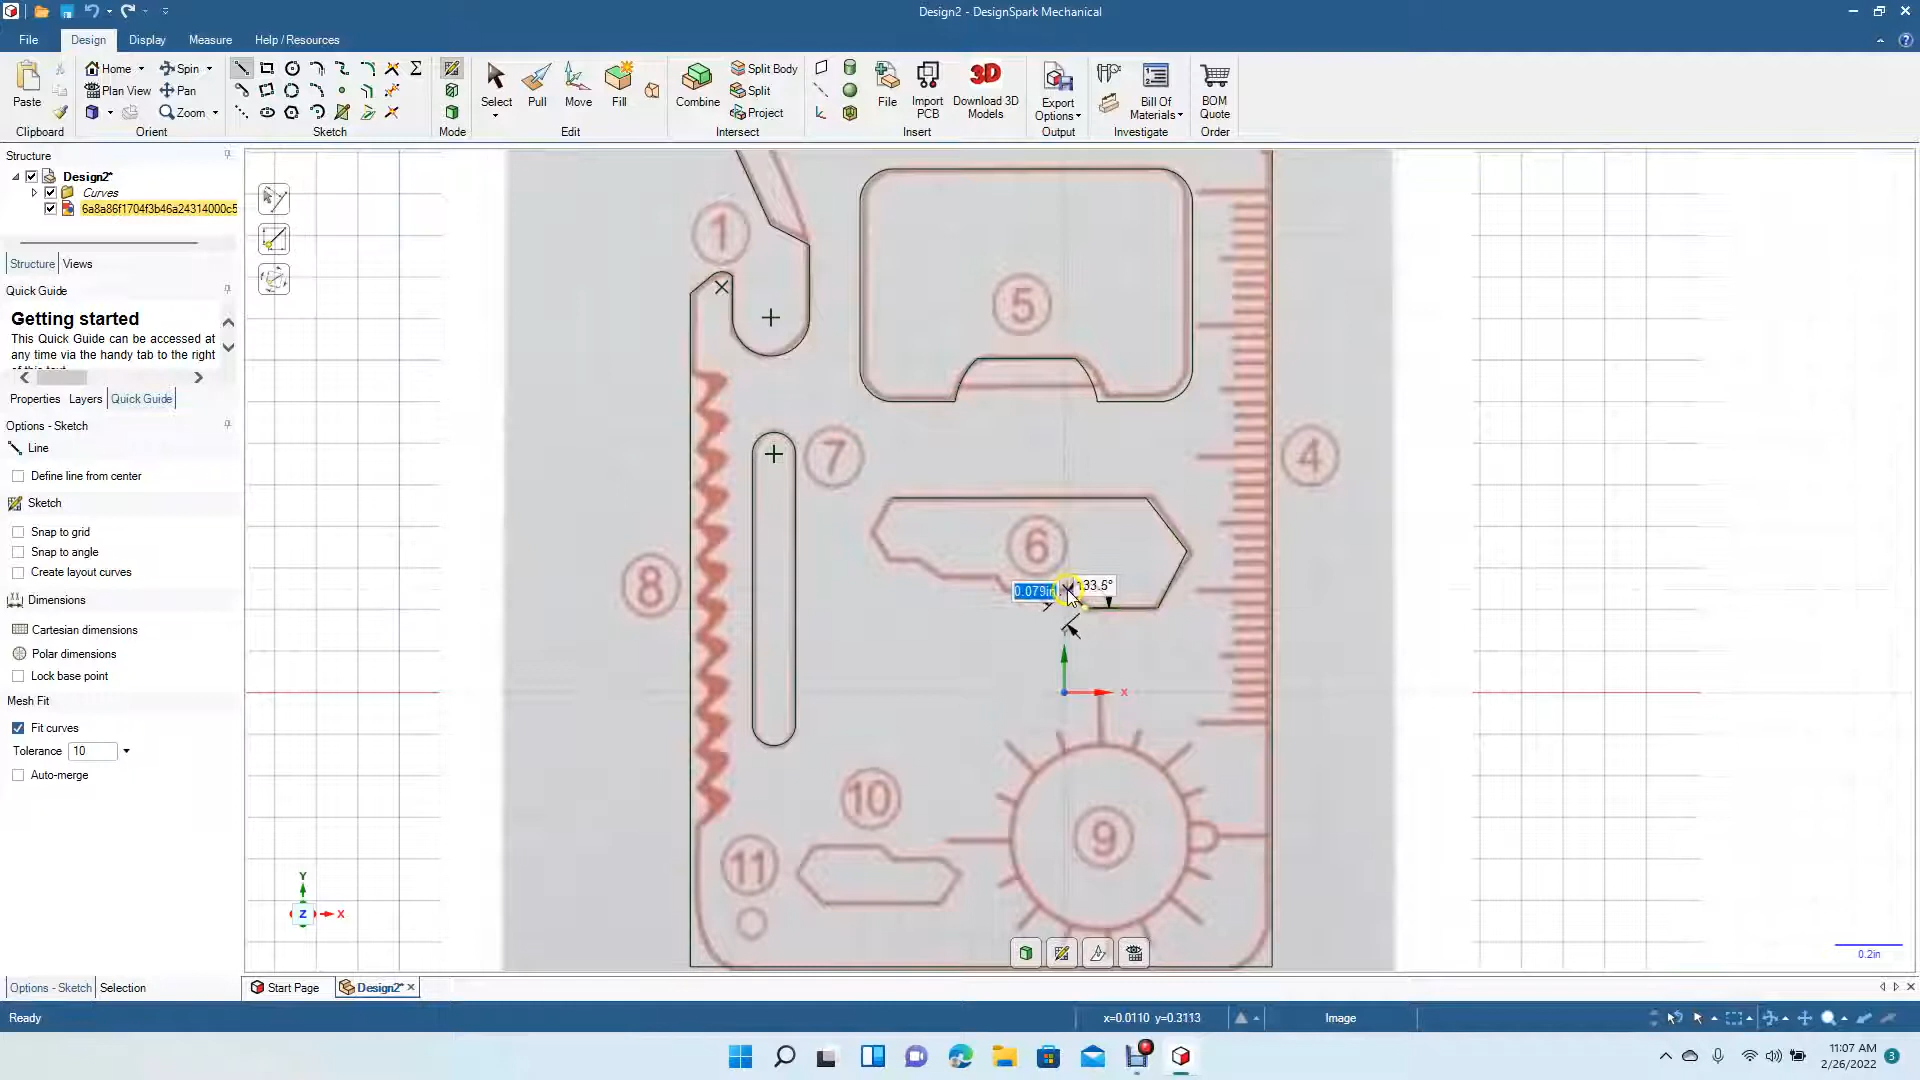 Design2 - DesignSpark Mechanical
File Design Display Measure Help / Resources
Paste
Clipboard
Home
Plan View
Spin
Pan
Zoom
Orient
Sketch
Mode
Select
Pull
Move
Fill
Edit
Combine
Split Body
Split
Project
Intersect
File
Import PCB
3D
Download 3D Models
Insert
Export Options
Output
Bill Of Materials
Investigate
BOM Quote
Order
Structure
Design2*
Curves
6a8a86f1704f3b46a24314000c5
Structure Views
Quick Guide
Getting started
This Quick Guide can be accessed at
any time via the handy tab to the right
Properties Layers Quick Guide
Options - Sketch
Line
Define line from center
Sketch
Snap to grid
Snap to angle
Create layout curves
Dimensions
Cartesian dimensions
Polar dimensions
Lock base point
Mesh Fit
Fit curves
Tolerance 10
Auto-merge
1
5
7
4
6
8
0.079in
33.5°
X
10
9
11
Y
Z
X
0.2in
Options - Sketch Selection
Start Page
Design2*
Ready
x=0.0110 y=0.3113
Image
11:07 AM
2/26/2022
3